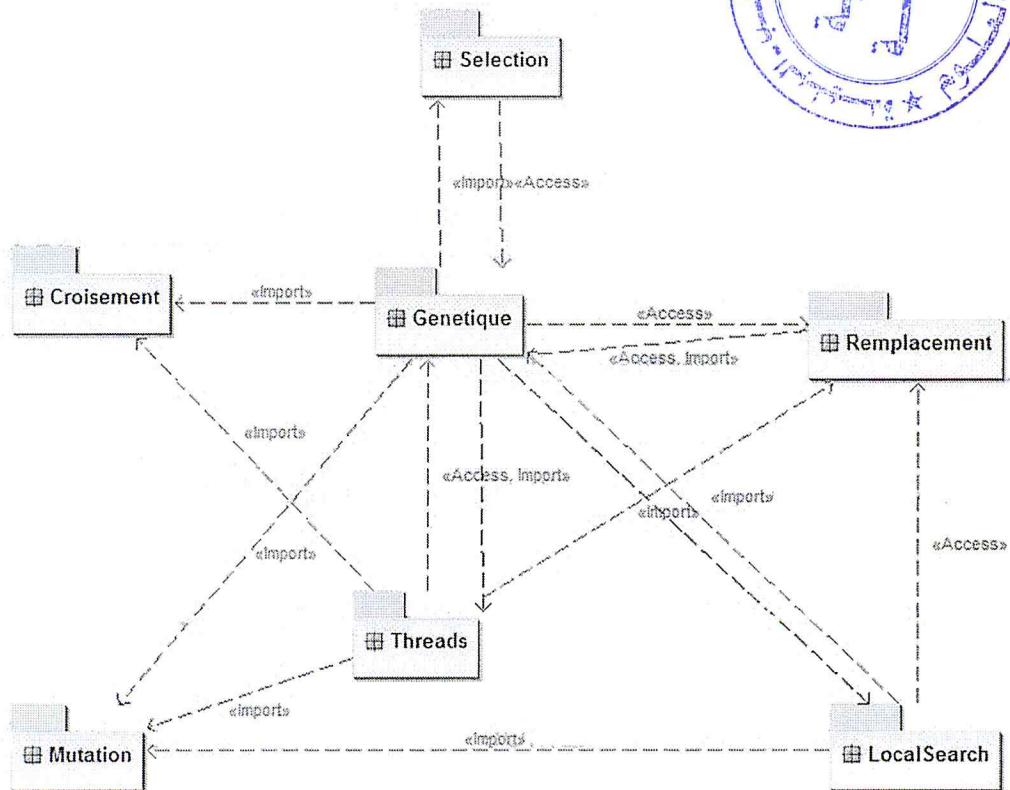 Selection
«Import»«Access»
Croisement
«Import»
Genetique
«Access»
Remplacement
«Access, Import»
«Import»
«Access, Import»
«Import»
«Import»
«Import»
«Access»
Threads
«Import»
Mutation
«Import»
LocalSearch